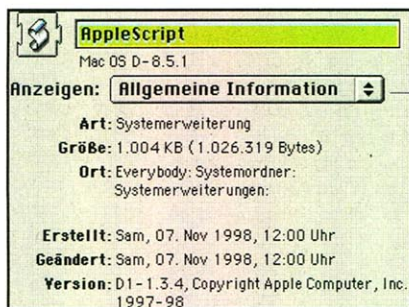 AppleScript
Mac OS D-8.5.1
Anzeigen: Allgemeine Information
Art: Systemerweiterung
Größe: 1.004 KB (1.026.319 Bytes)
Ort: Everybody: Systemordner:
Systemerweiterungen:
Erstellt: Sam, 07. Nov 1998, 12:00 Uhr
Geändert: Sam, 07. Nov 1998, 12:00 Uhr
Version: D1-1.3.4, Copyright Apple Computer, Inc.
1997-98